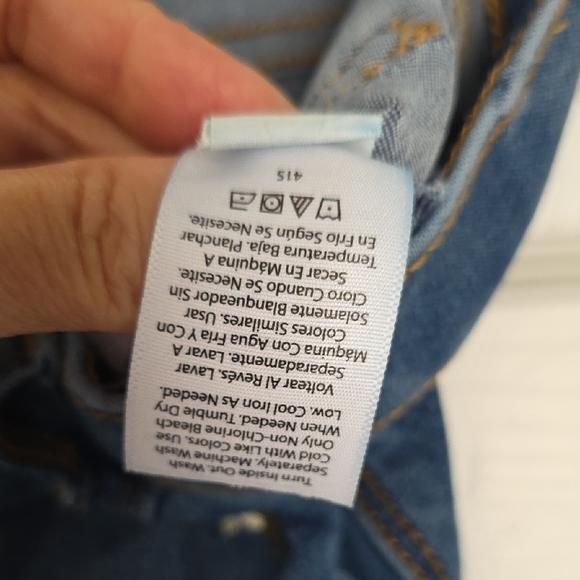 Turn Inside Out. Wash
Separately. Machine Wash
Cold With Like Colors. Use
Only Non-Chlorine Bleach
When Needed. Tumble Dry
Low. Cool Iron As Needed.
Voltear Al Revés. Lavar
Separadamente. Lavar A
Máquina Con Agua Fría Y Con
Colores Similares. Usar
Solamente Blanqueador Sin
Cloro Cuando Se Necesite.
Secar En Máquina A
Temperatura Baja. Planchar
En Frío Según Se Necesite.
415